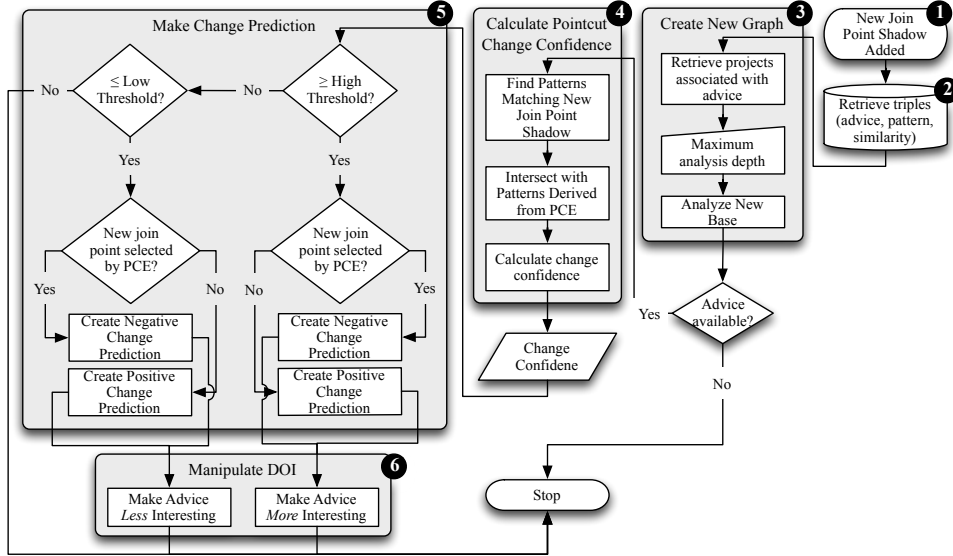 1
New Join
Point Shadow
Added
2
Retrieve triples
(advice, pattern,
similarity)
3
Create New Graph
Retrieve projects
associated with
advice
Maximum
analysis depth
Analyze New
Base
Advice
available?
Yes
No
4
Calculate Pointcut
Change Confidence
Find Patterns
Matching New
Join Point
Shadow
Intersect with
Patterns Derived
from PCE
Calculate change
confidence
Change
Confidene
5
Make Change Prediction
≥ High
Threshold?
No
≤ Low
Threshold?
No
Yes
Yes
New join
point selected
by PCE?
Yes
No
New join
point selected
by PCE?
No
Yes
Create Negative
Change
Prediction
Create Positive
Change
Prediction
Create Negative
Change
Prediction
Create Positive
Change
Prediction
6
Manipulate DOI
Make Advice
Less Interesting
Make Advice
More Interesting
Stop